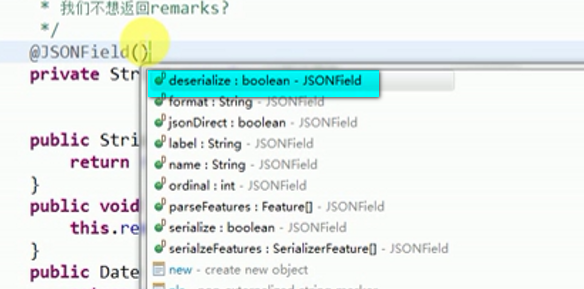 * 我们不想返回remarks?
*/
@JSONField()
private Str
deserialize : boolean - JSONField
format : String - JSONField
jsonDirect : boolean - JSONField
label : String - JSONField
name : String - JSONField
ordinal : int - JSONField
parseFeatures : Feature[] - JSONField
serialize : boolean - JSONField
serialzeFeatures : SerializerFeature[] - JSONField
new - create new object
public Stri
return
}
public void
this.re
}
public Date